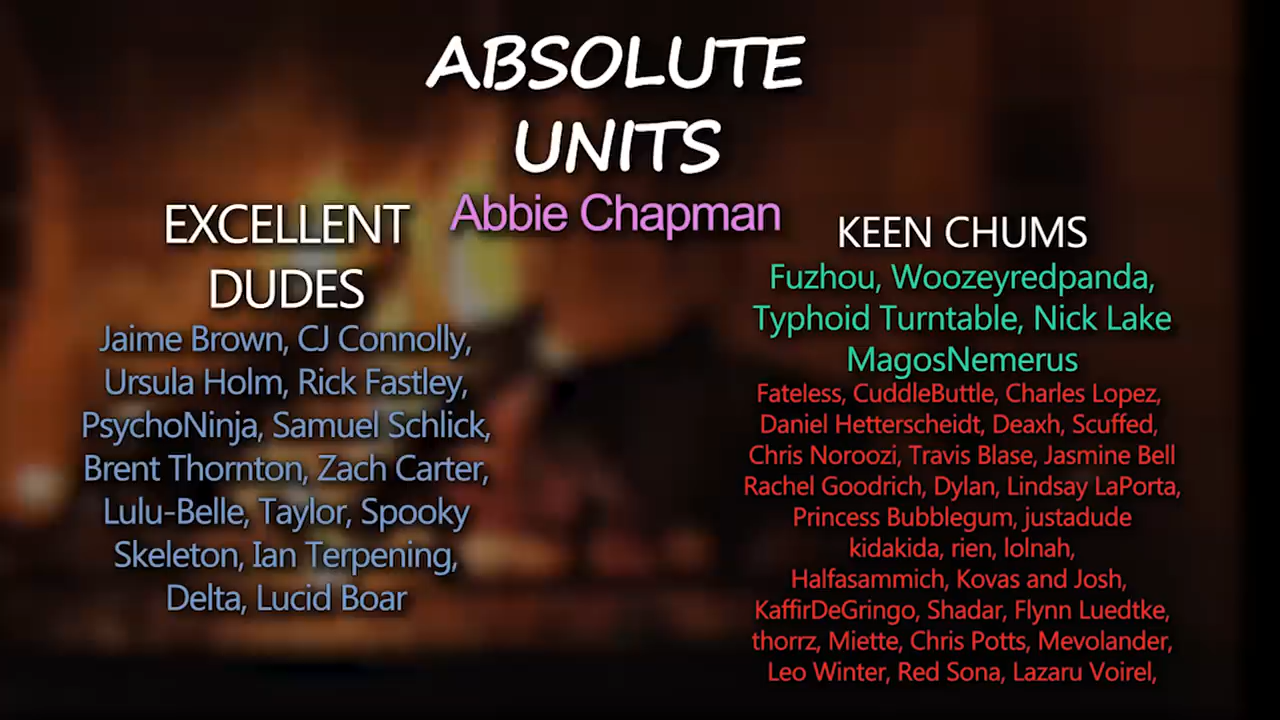 ABSOLUTE
UNITS
Abbie Chapman
EXCELLENT
DUDES
Jaime Brown, CJ Connolly,
Ursula Holm, Rick Fastley,
PsychoNinja, Samuel Schlick,
Brent Thornton, Zach Carter,
Lulu-Belle, Taylor, Spooky
Skeleton, Ian Terpening,
Delta, Lucid Boar
KEEN CHUMS
Fuzhou, Woozeyredpanda,
Typhoid Turntable, Nick Lake
MagosNemerus
Fateless, CuddleButtle, Charles Lopez,
Daniel Hetterscheidt, Deaxh, Scuffed,
Chris Noroozi, Travis Blase, Jasmine Bell
Rachel Goodrich, Dylan, Lindsay LaPorta,
Princess Bubblegum, justadude
kidakida, rien, lolnah,
Halfasammich, Kovas and Josh,
KaffirDeGringo, Shadar, Flynn Luedtke,
thorrz, Miette, Chris Potts, Mevolander,
Leo Winter, Red Sona, Lazaru Voirel,